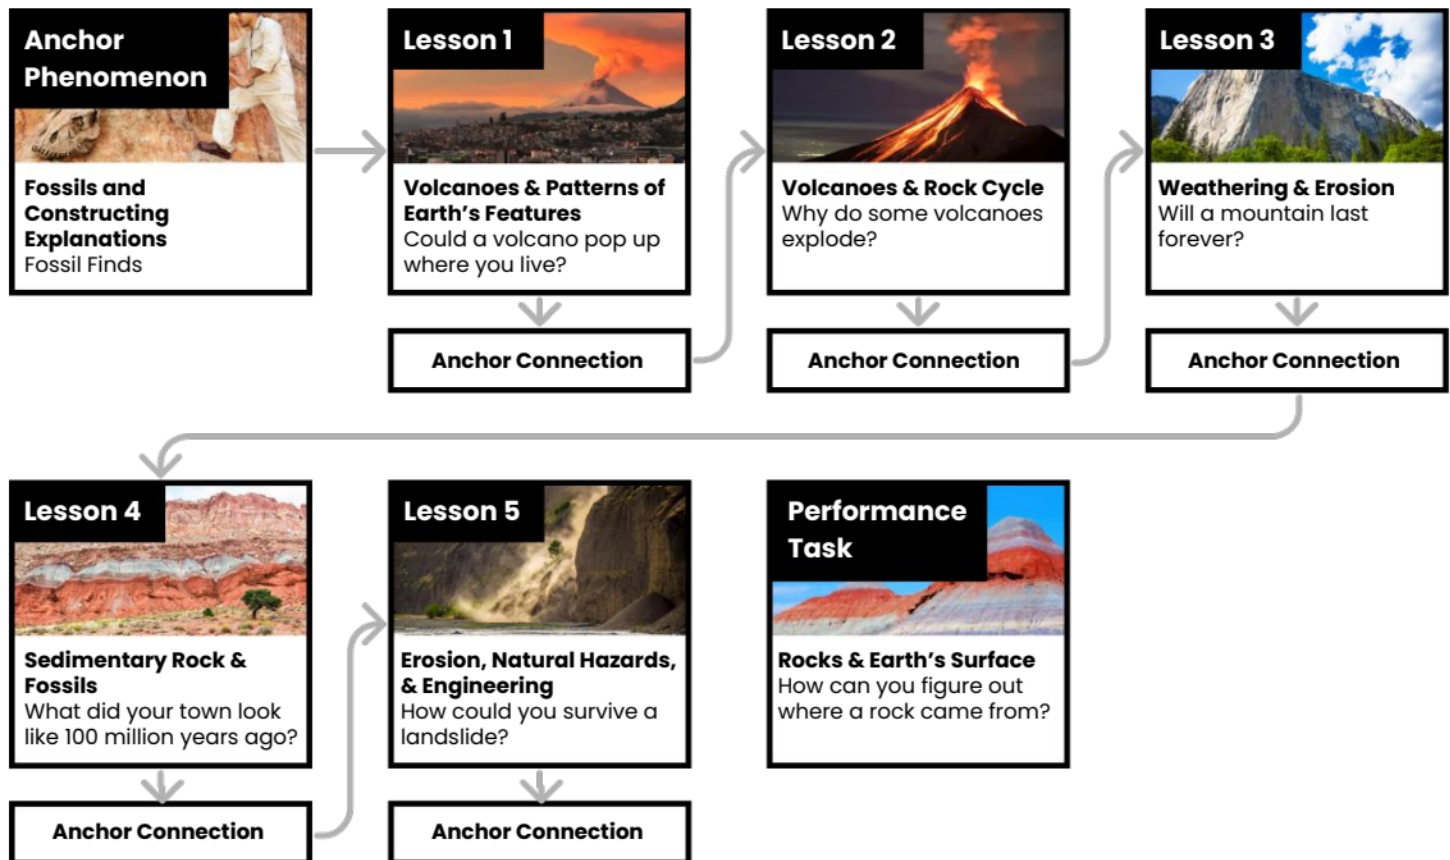 Anchor
Phenomenon
Fossils and
Constructing
Explanations
Fossil Finds
Lesson 1
Volcanoes & Patterns of
Earth's Features
Could a volcano pop up
where you live?
Anchor Connection
Lesson 2
Volcanoes & Rock Cycle
Why do some volcanoes
explode?
Anchor Connection
Lesson 3
Weathering & Erosion
Will a mountain last
forever?
Anchor Connection
Lesson 4
Sedimentary Rock &
Fossils
What did your town look
like 100 million years ago?
Anchor Connection
Lesson 5
Erosion, Natural Hazards,
& Engineering
How could you survive a
landslide?
Anchor Connection
Performance
Task
Rocks & Earth's Surface
How can you figure out
where a rock came from?